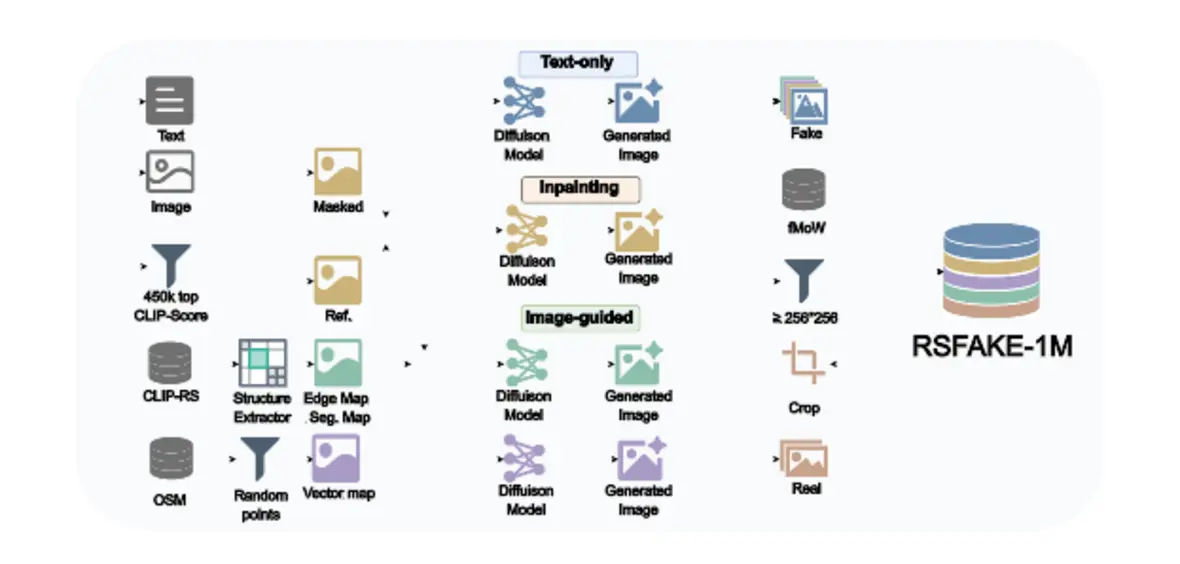 Text-only
Text
Diffuison
Model
Generated
Image
Fake
Image
Masked
Inpainting
fMoW
Diffuison
Model
Generated
Image
450k top
CLIP-Score
Ref.
Image-guided
≥ 256*256
RSFAKE-1M
CLIP-RS
Structure
Extractor
Edge Map
.Seg. Map
Diffuison
Model
Generated
Image
Crop
OSM
Random
points
Vector map
Diffuison
Model
Generated
Image
Real